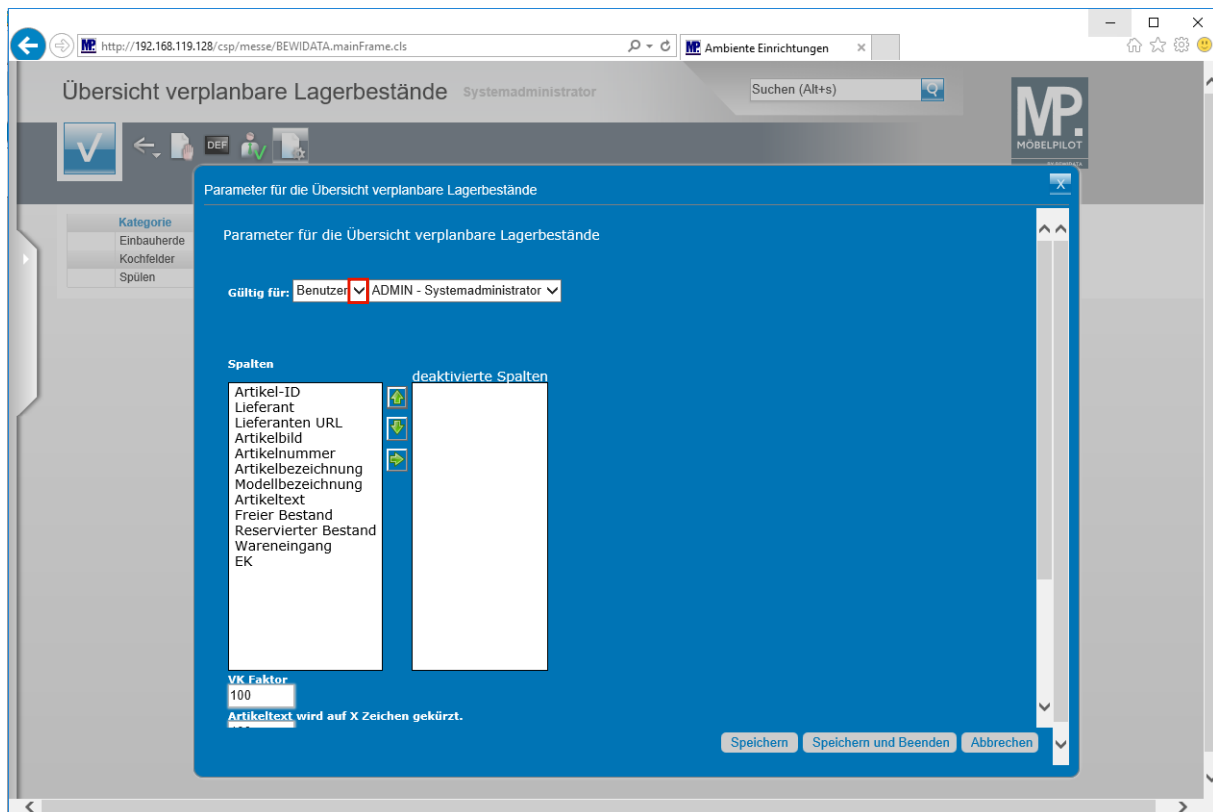 http://192.168.119.128/csp/messe/BEWIDATA.mainFrame.cls
MP. Ambiente Einrichtungen
Übersicht verplanbare Lagerbestände Systemadministrator
Suchen (Alt+s)
MP.
MÖBELPILOT
DEF
Parameter für die Übersicht verplanbare Lagerbestände
X
Kategorie
Einbauherde
Kochfelder
Spülen
Parameter für die Übersicht verplanbare Lagerbestände
Gültig für: Benutzer ADMIN - Systemadministrator
Spalten
deaktivierte Spalten
Artikel-ID
Lieferant
Lieferanten URL
Artikelbild
Artikelnummer
Artikelbezeichnung
Modellbezeichnung
Artikeltext
Freier Bestand
Reservierter Bestand
Wareneingang
EK
VK Faktor
100
Artikeltext wird auf X Zeichen gekürzt.
Speichern Speichern und Beenden Abbrechen